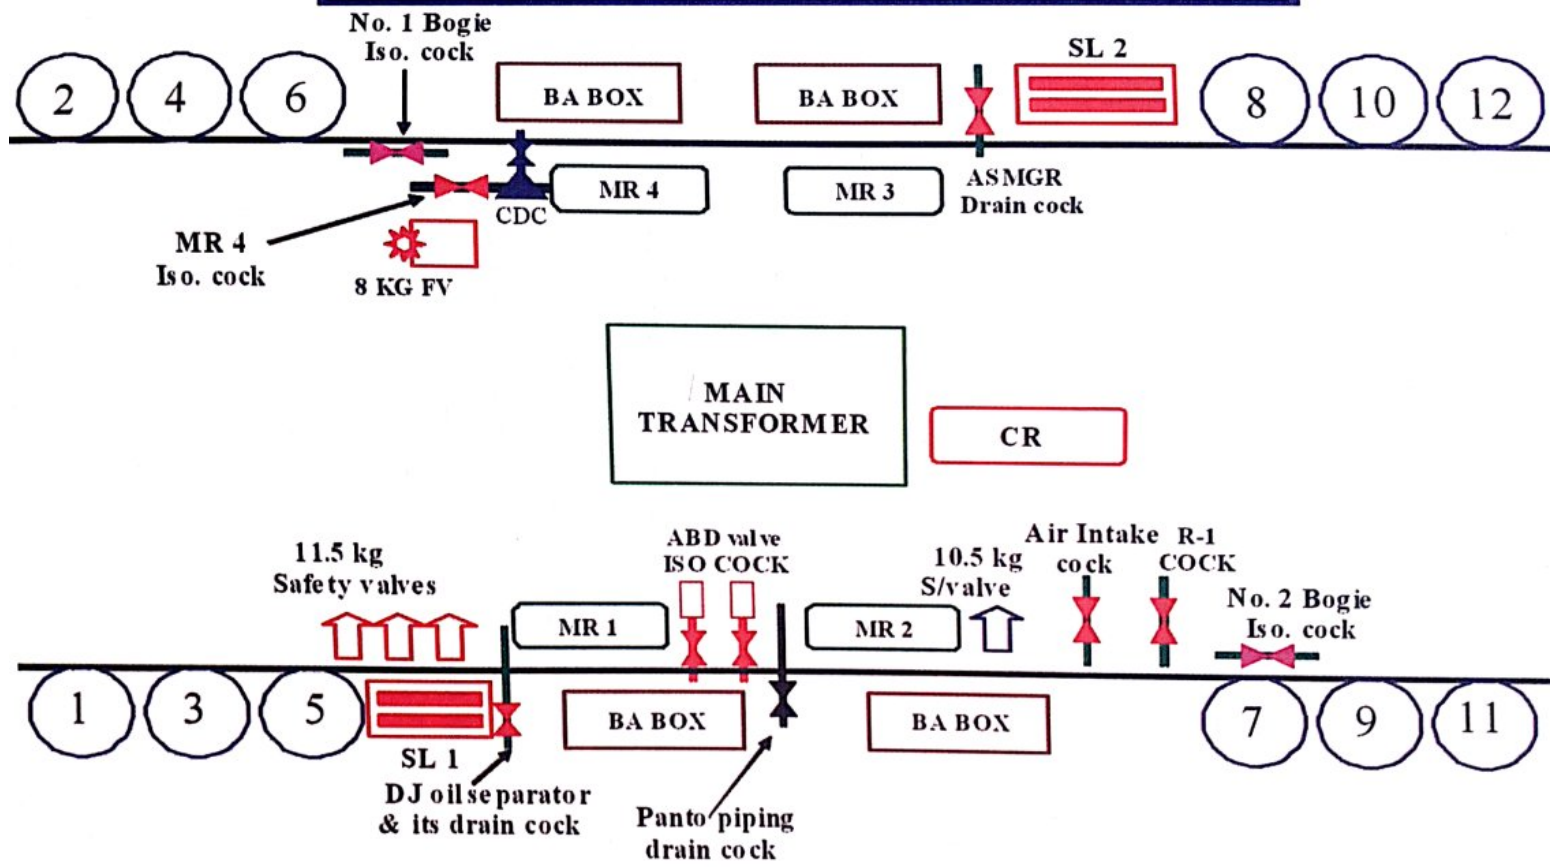 No. 1 Bogie
Iso. cock
2
4
6
BA BOX
BA BOX
SL 2
8
10
12
MR 4
MR 3
ASMGR
Drain cock
CDC
MR 4
Iso. cock
8 KG FV
MAIN
TRANSFORMER
CR
11.5 kg
Safety valves
ABD valve
ISO COCK
10.5 kg
S/valve
Air Intake
cock
R-1
COCK
No. 2 Bogie
Iso. cock
MR 1
MR 2
1
3
5
SL 1
BA BOX
BA BOX
7
9
11
DJ oil separator
& its drain cock
Panto piping
drain cock